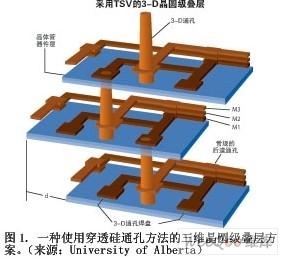 采用TSV的3-D晶圆级叠层
3-D通孔
晶体管
器件层
M3
M2
M1
常规的
后道通孔
d
3-D通孔焊盘
图 1. 一种使用穿透硅通孔方法的三维晶圆级叠层方
案。(来源: University of Alberta)